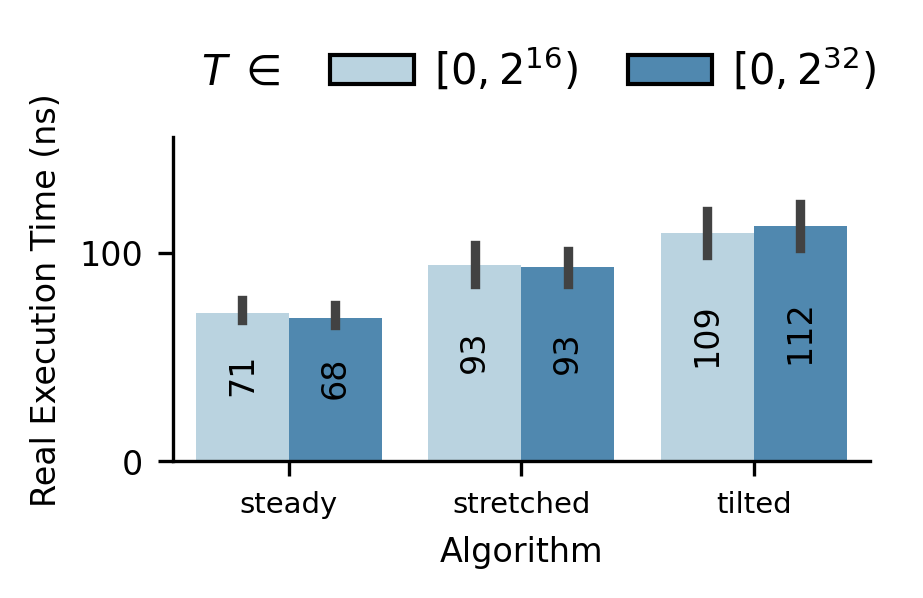 T ∈ [0, 2^16) [0, 2^32)
Real Execution Time (ns)
100
0
71
68
93
93
109
112
steady stretched tilted
Algorithm